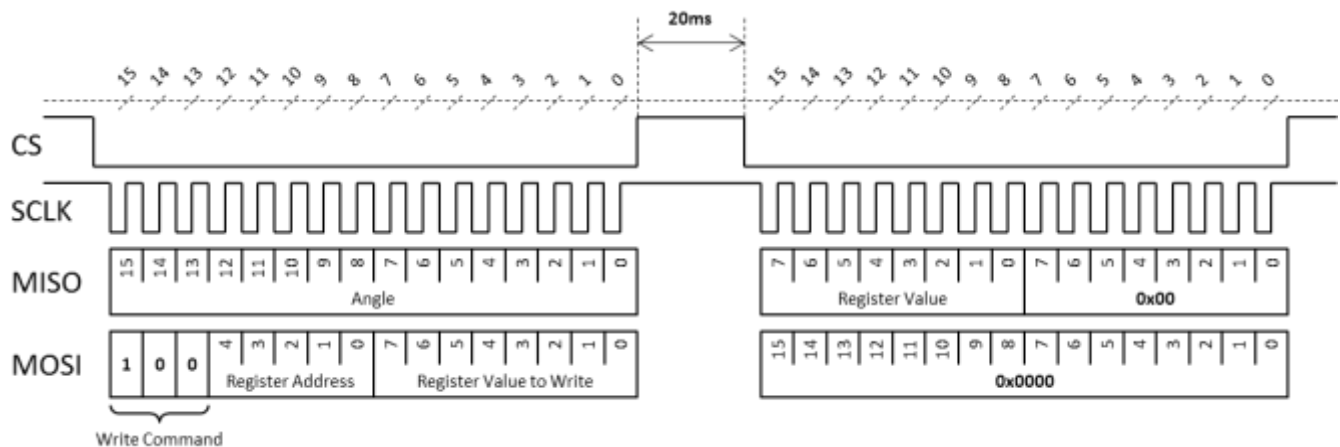 20ms
15 14 13 12 11 10 9 8 7 6 5 4 3 2 1 0 15 14 13 12 11 10 9 8 7 6 5 4 3 2 1 0
CS
SCLK
MISO 15 14 13 12 11 10 9 8 7 6 5 4 3 2 1 0 7 6 5 4 3 2 1 0 7 6 5 4 3 2 1 0
Angle Register Value 0x00
MOSI 1 0 0 4 3 2 1 0 7 6 5 4 3 2 1 0 15 14 13 12 11 10 9 8 7 6 5 4 3 2 1 0
Register Address Register Value to Write 0x0000
Write Command